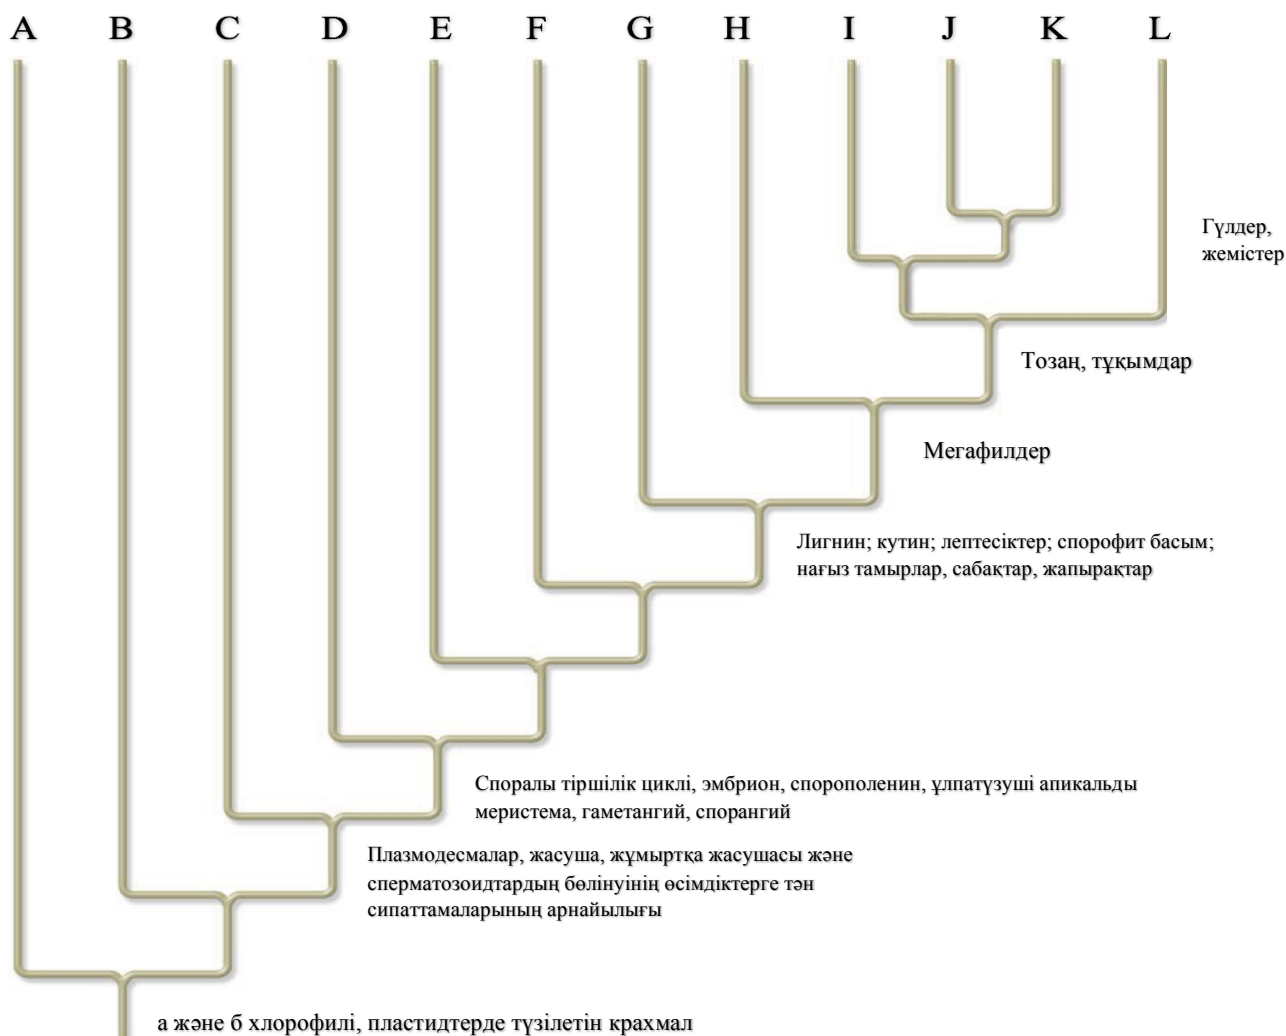 A B C D E F G H I J K L
Гүлдер,
жемістер
Тозаң, тұқымдар
Мегафилдер
Лигнин; кутин; лептесіктер; спорофит басым;
нағыз тамырлар, сабақтар, жапырақтар
Споралы тіршілік циклі, эмбрион, спорополенин, ұлпатүзуші апикальды
меристема, гаметангий, спорангий
Плазмодесмалар, жасуша, жұмыртқа жасушасы және
сперматозоидтардың бөлінуінің өсімдіктерге тән
сипаттамаларының арнайылығы
а және б хлорофилі, пластидтерде түзілетін крахмал